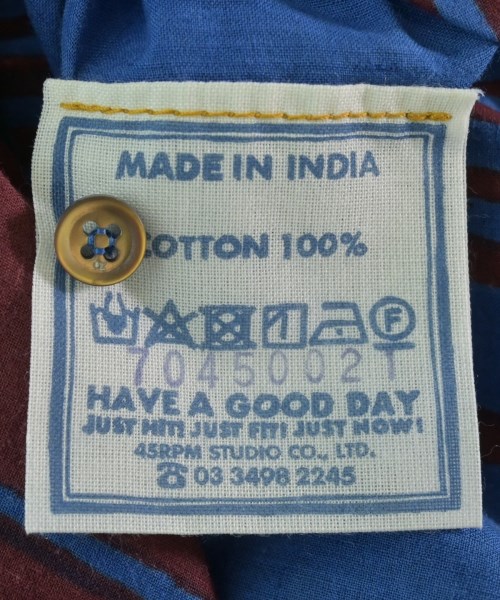 MADE IN INDIA
COTTON 100%
F
70450021
HAVE A GOOD DAY
JUST HIT! JUST FIT! JUST NOW!
45RPM STUDIO CO., LTD.
☎ 03 3498 2245